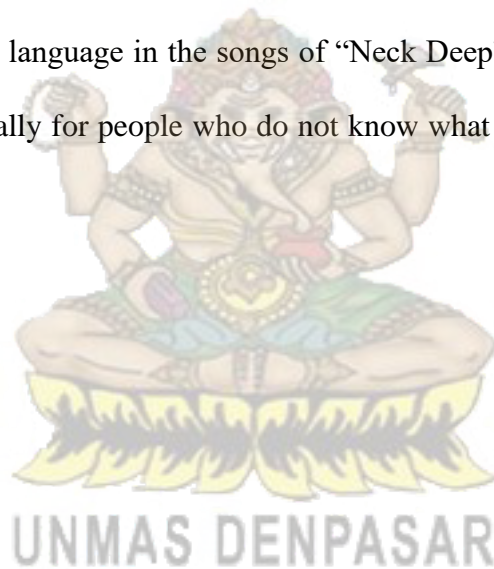 language in the songs of “Neck Deep
ally for people who do not know what
UNMAS DENPASAR